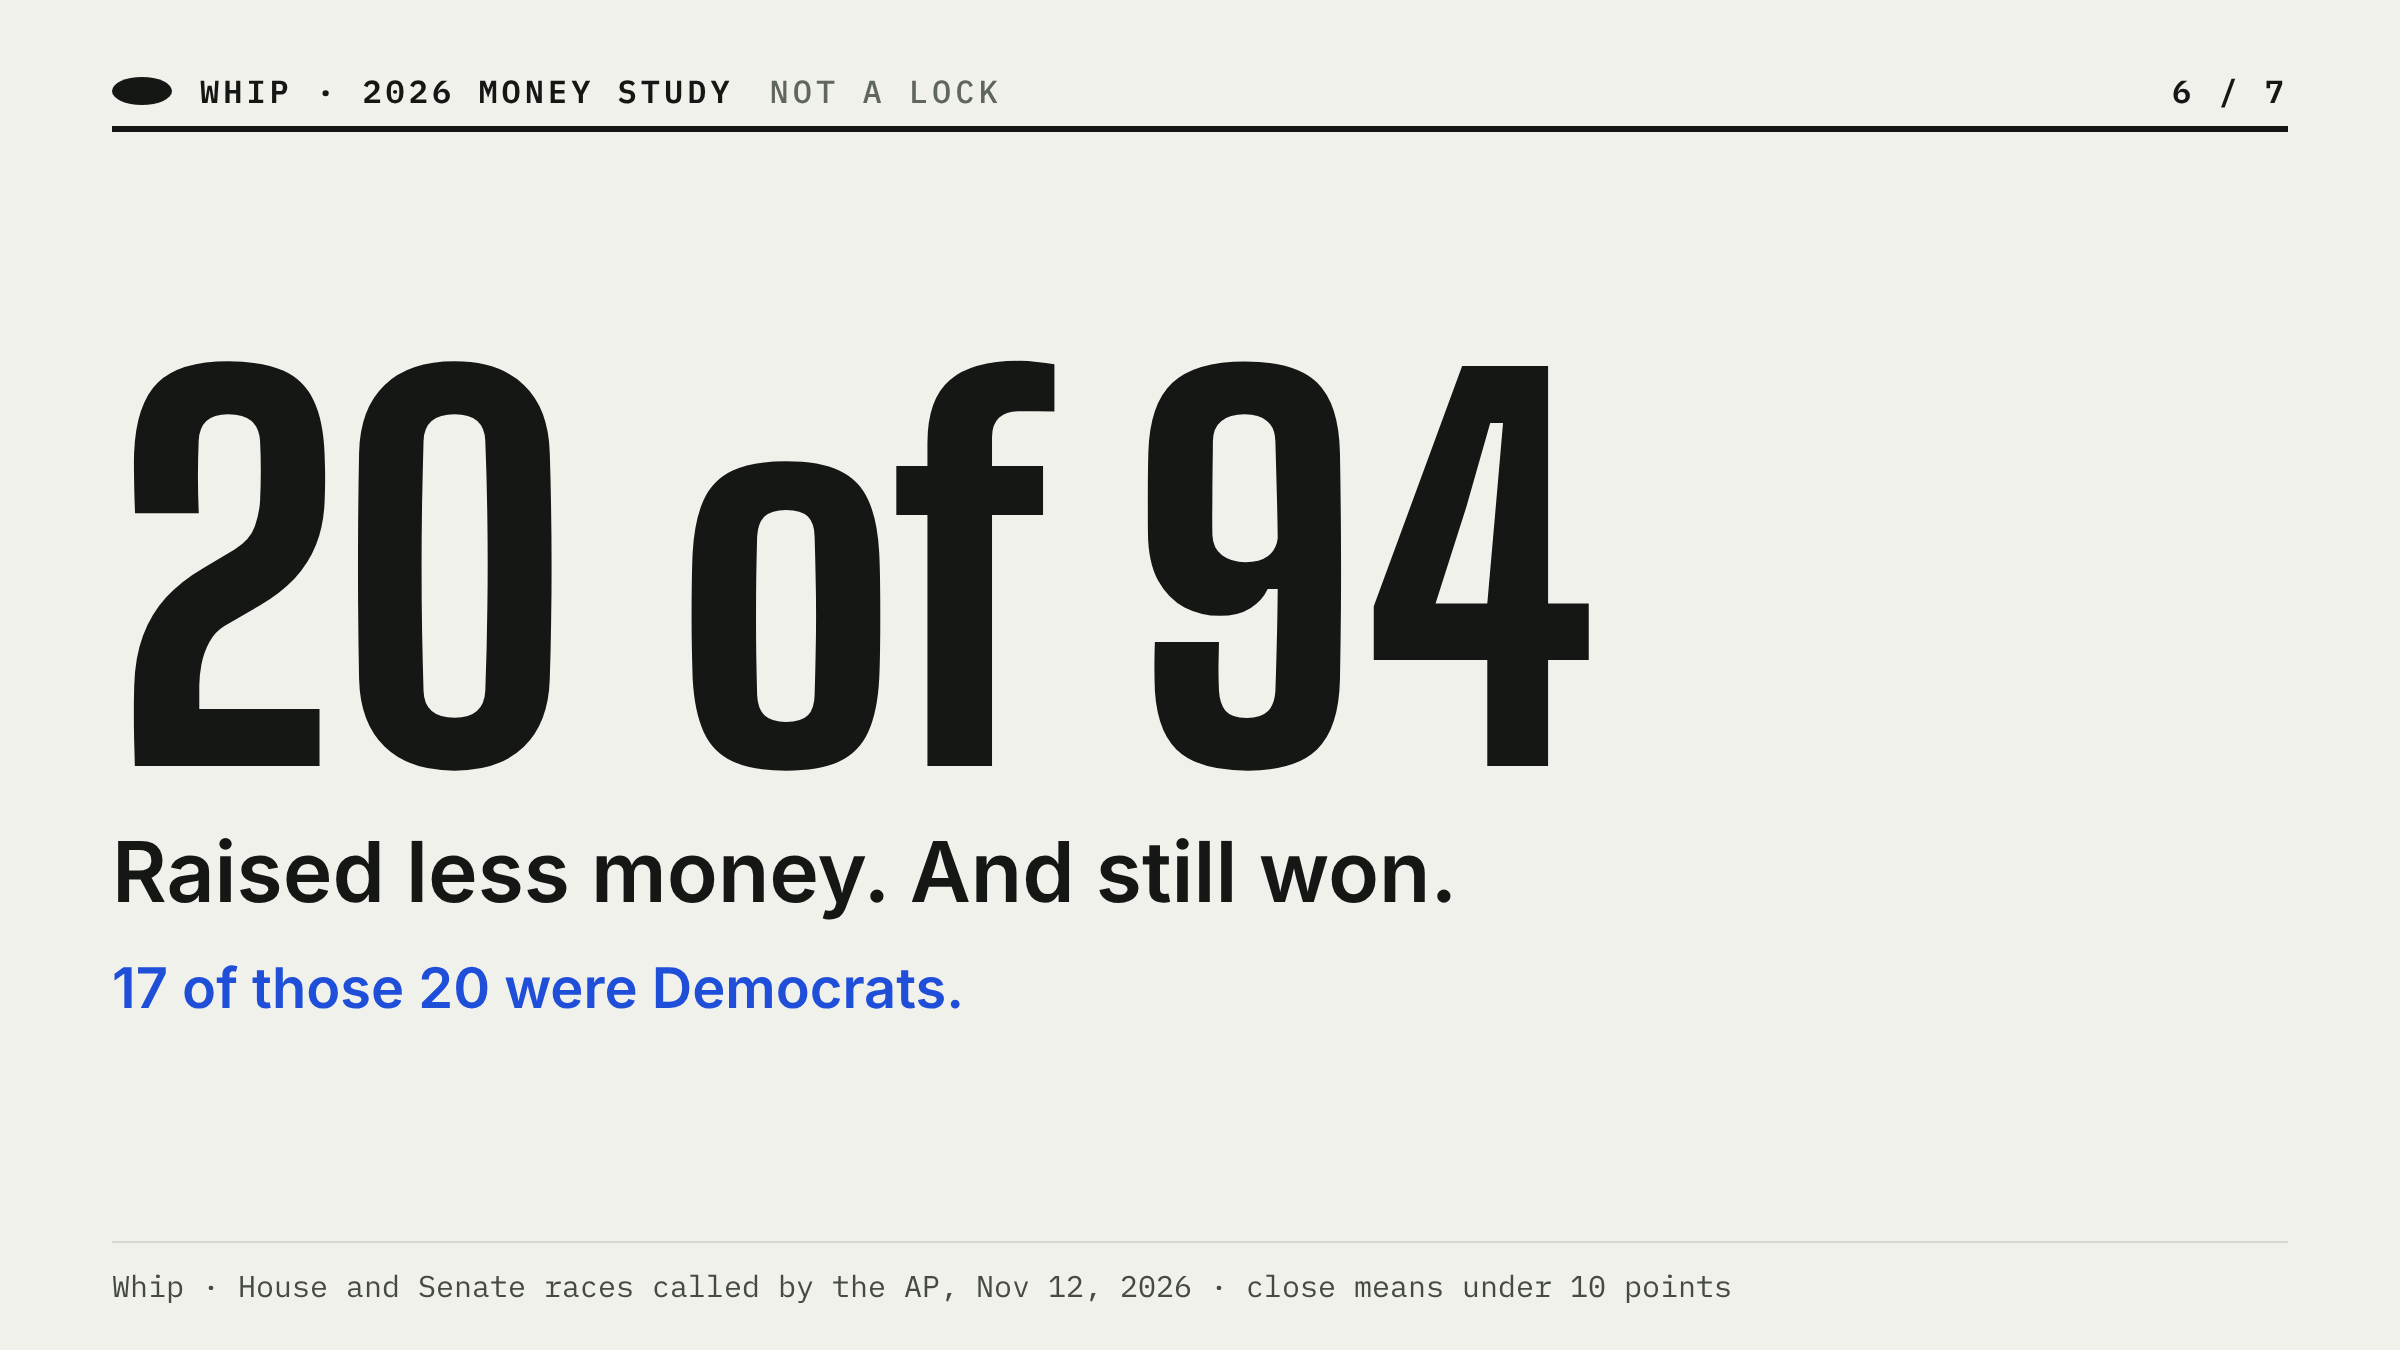 WHIP · 2026 MONEY STUDY NOT A LOCK 6 / 7
20 of 94
Raised less money. And still won.
17 of those 20 were Democrats.
Whip · House and Senate races called by the AP, Nov 12, 2026 · close means under 10 points